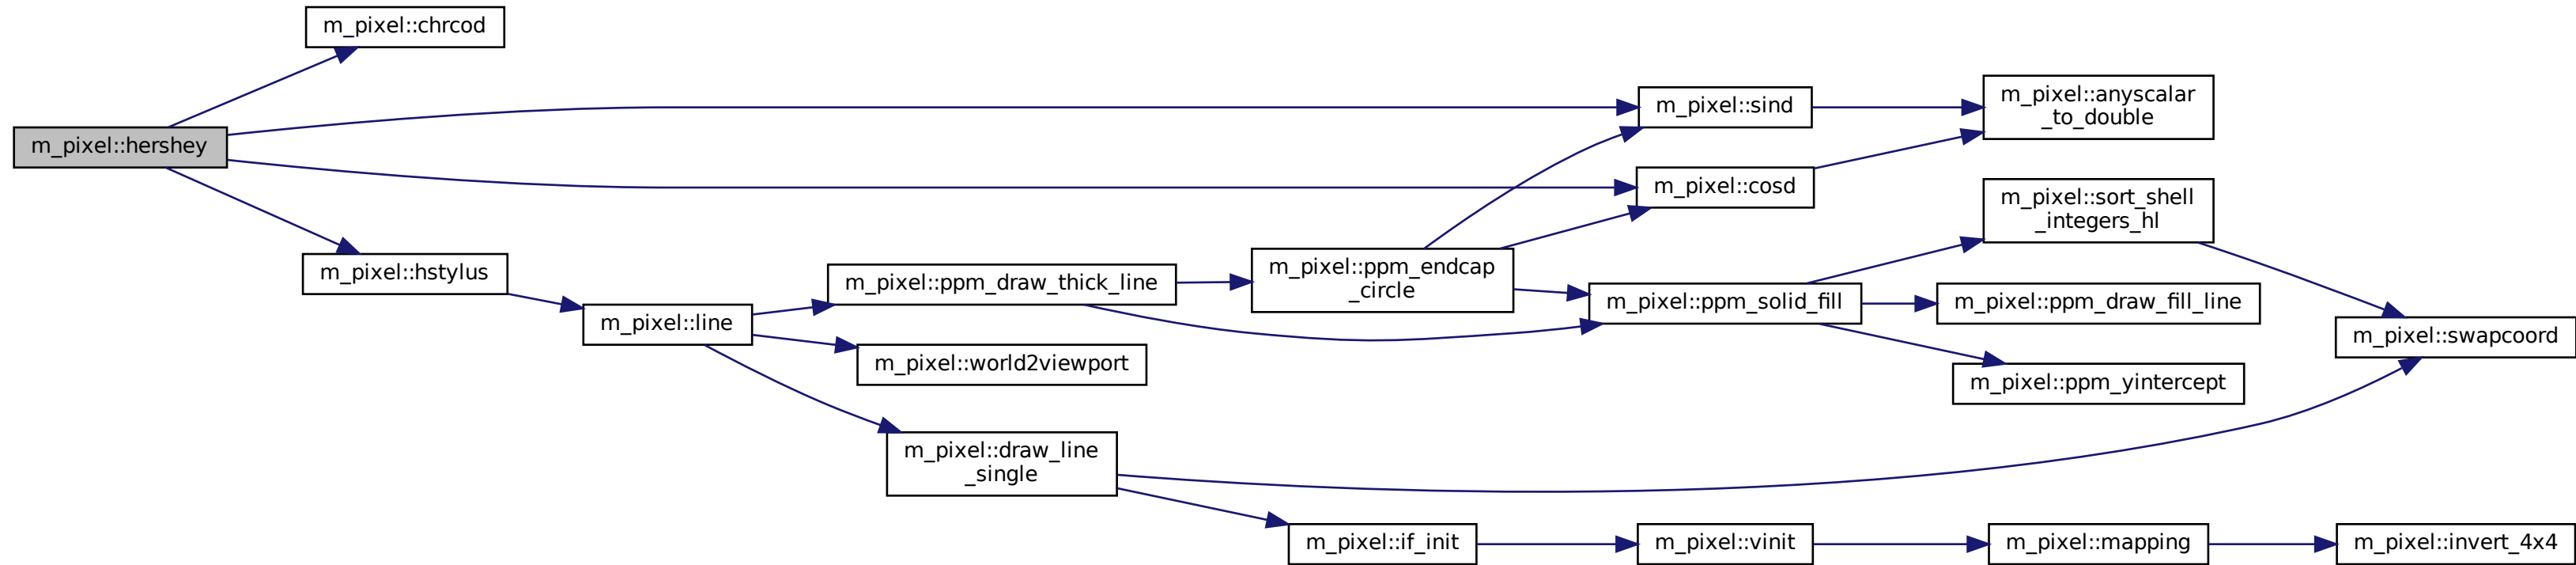 m_pixel::chrcod
m_pixel::hershey
m_pixel::sind
m_pixel::anyscalar
_to_double
m_pixel::cosd
m_pixel::hstylus
m_pixel::line
m_pixel::ppm_draw_thick_line
m_pixel::world2viewport
m_pixel::draw_line
_single
m_pixel::ppm_endcap
_circle
m_pixel::ppm_solid_fill
m_pixel::sort_shell
_integers_hl
m_pixel::ppm_draw_fill_line
m_pixel::ppm_yintercept
m_pixel::swapcoord
m_pixel::if_init
m_pixel::vinit
m_pixel::mapping
m_pixel::invert_4x4